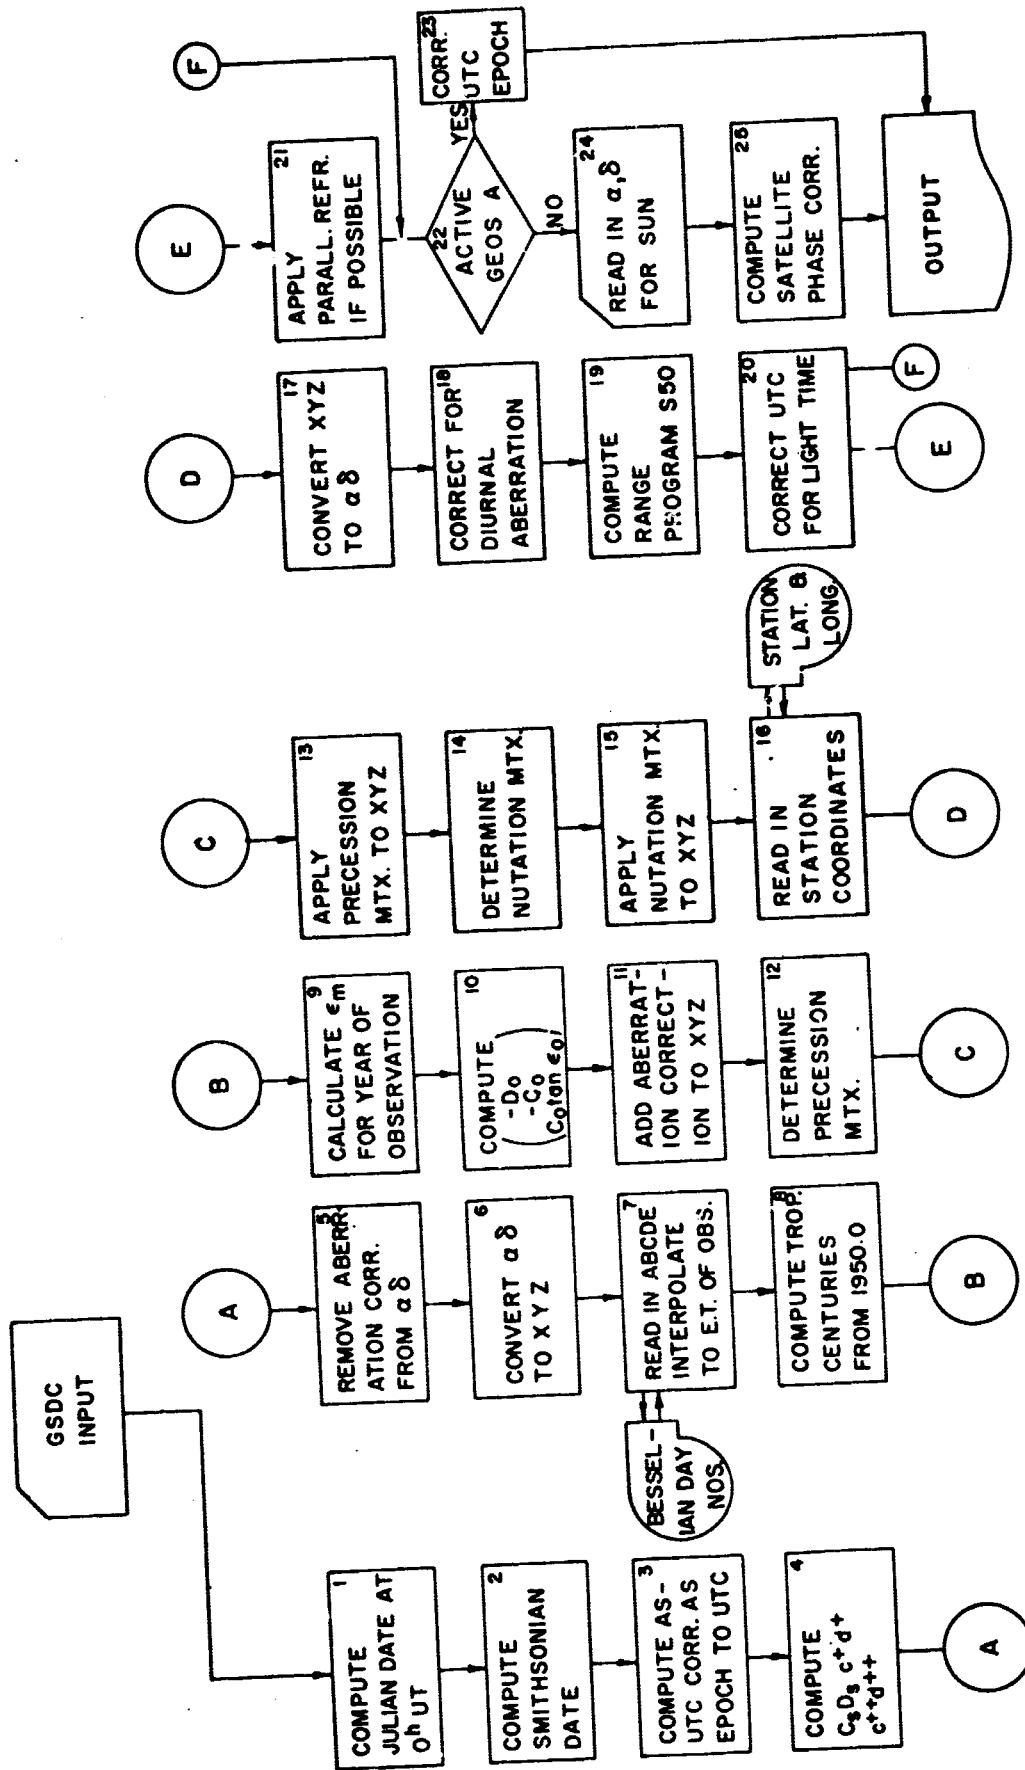 GSDC
INPUT
1
COMPUTE
JULIAN DATE AT
0ʰ UT
2
COMPUTE
SMITHSONIAN
DATE
3
COMPUTE AS-
UTC CORR. AS
EPOCH TO UTC
4
COMPUTE
CₛDₛ c⁺d⁺
c⁺⁺d⁺⁺
A
A
5
REMOVE ABERR-
ATION CORR.
FROM αδ
6
CONVERT αδ
TO XYZ
7
READ IN ABCDE
INTERPOLATE
TO E.T. OF OBS.
BESSEL-
IAN DAY
NOS.
8
COMPUTE TROP.
CENTURIES
FROM 1950.0
B
B
9
CALCULATE ϵm
FOR YEAR OF
OBSERVATION
10
COMPUTE
-D₀
-C₀
C₀tan ϵ₀
11
ADD ABERRAT-
ION CORRECT-
ION TO XYZ
12
DETERMINE
PRECESSION
MTX.
C
C
13
APPLY
PRECESSION
MTX. TO XYZ
14
DETERMINE
NUTATION MTX.
15
APPLY
NUTATION MTX.
TO XYZ
16
READ IN
STATION
COORDINATES
STATION
LAT. &
LONG.
D
D
17
CONVERT XYZ
TO αδ
18
CORRECT FOR
DIURNAL
ABERRATION
19
COMPUTE
RANGE
PROGRAM S50
20
CORRECT UTC
FOR LIGHT TIME
F
E
E
21
APPLY
PARALL. REFR.
IF POSSIBLE
F
22
ACTIVE
GEOS A
YES
23
CORR.
UTC
EPOCH
NO
24
READ IN α,δ
FOR SUN
25
COMPUTE
SATELLITE
PHASE CORR.
OUTPUT